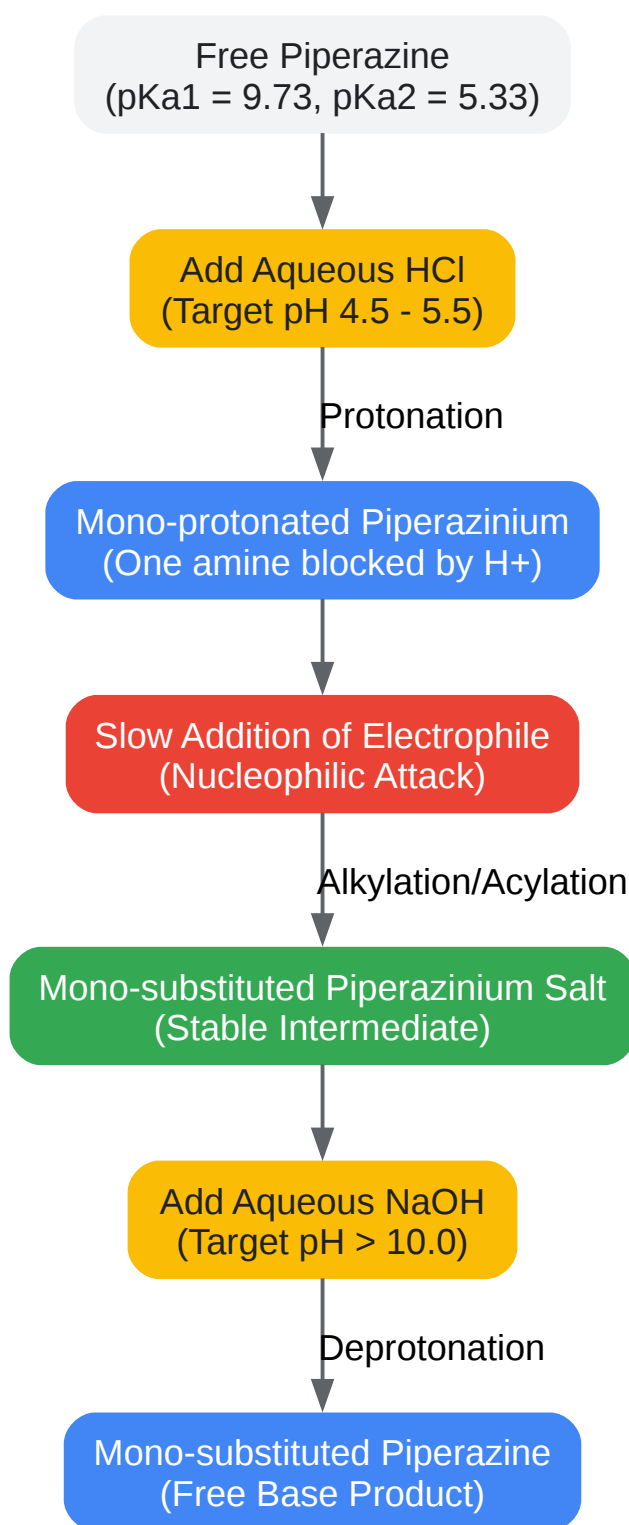 Free Piperazine
(pKa1 = 9.73, pKa2 = 5.33)
Add Aqueous HCl
(Target pH 4.5 - 5.5)
Protonation
Mono-protonated Piperazinium
(One amine blocked by H+)
Slow Addition of Electrophile
(Nucleophilic Attack)
Alkylation/Acylation
Mono-substituted Piperazinium Salt
(Stable Intermediate)
Add Aqueous NaOH
(Target pH > 10.0)
Deprotonation
Mono-substituted Piperazine
(Free Base Product)